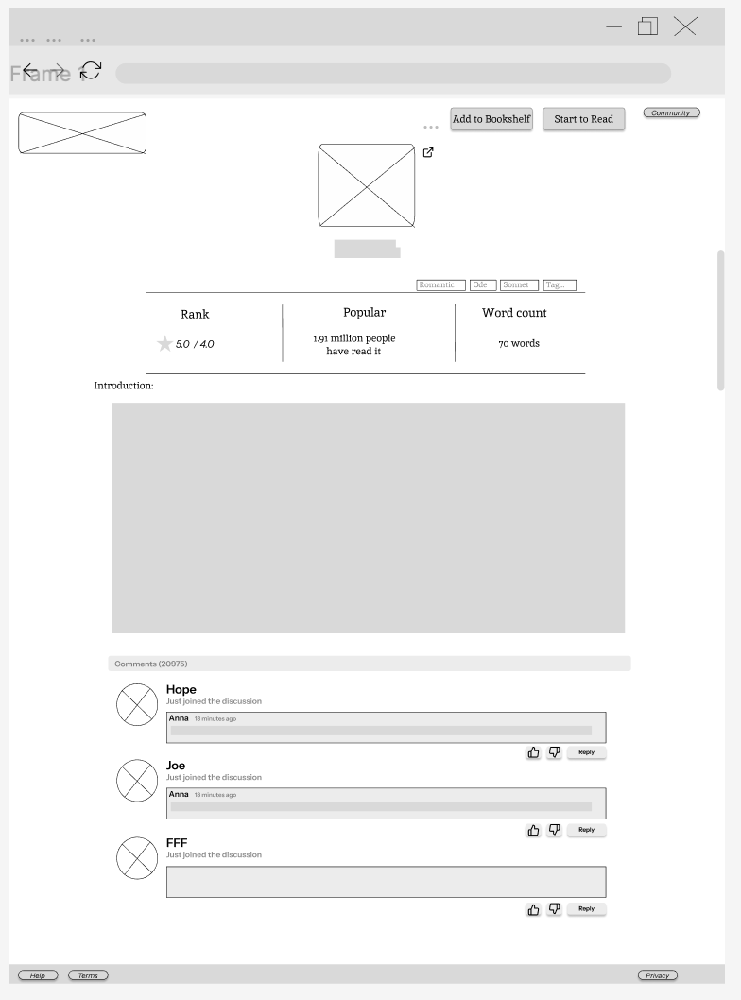 Frame 1
Add to Bookshelf
Start to Read
Community
Romantic
Ode
Sonnet
Tag...
Rank
Popular
Word count
5.0 / 4.0
1.91 million people
have read it
70 words
Introduction:
Comments (20975)
Hope
Just joined the discussion
Anna 18 minutes ago
Reply
Joe
Just joined the discussion
Anna 18 minutes ago
Reply
FFF
Just joined the discussion
Reply
Help
Terms
Privacy